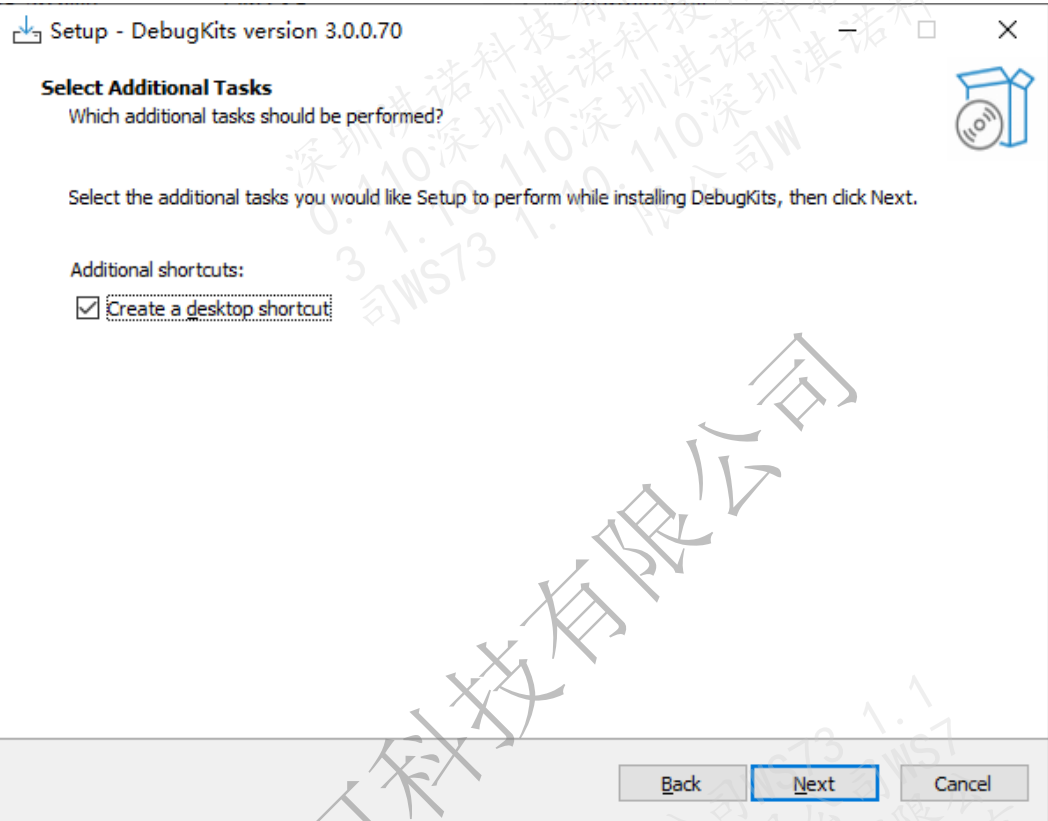 Setup - DebugKits version 3.0.0.70
Select Additional Tasks
Which additional tasks should be performed?
Select the additional tasks you would like Setup to perform while installing DebugKits, then click Next.
Additional shortcuts:
Create a desktop shortcut
科技有限公司
Back
Next
Cancel